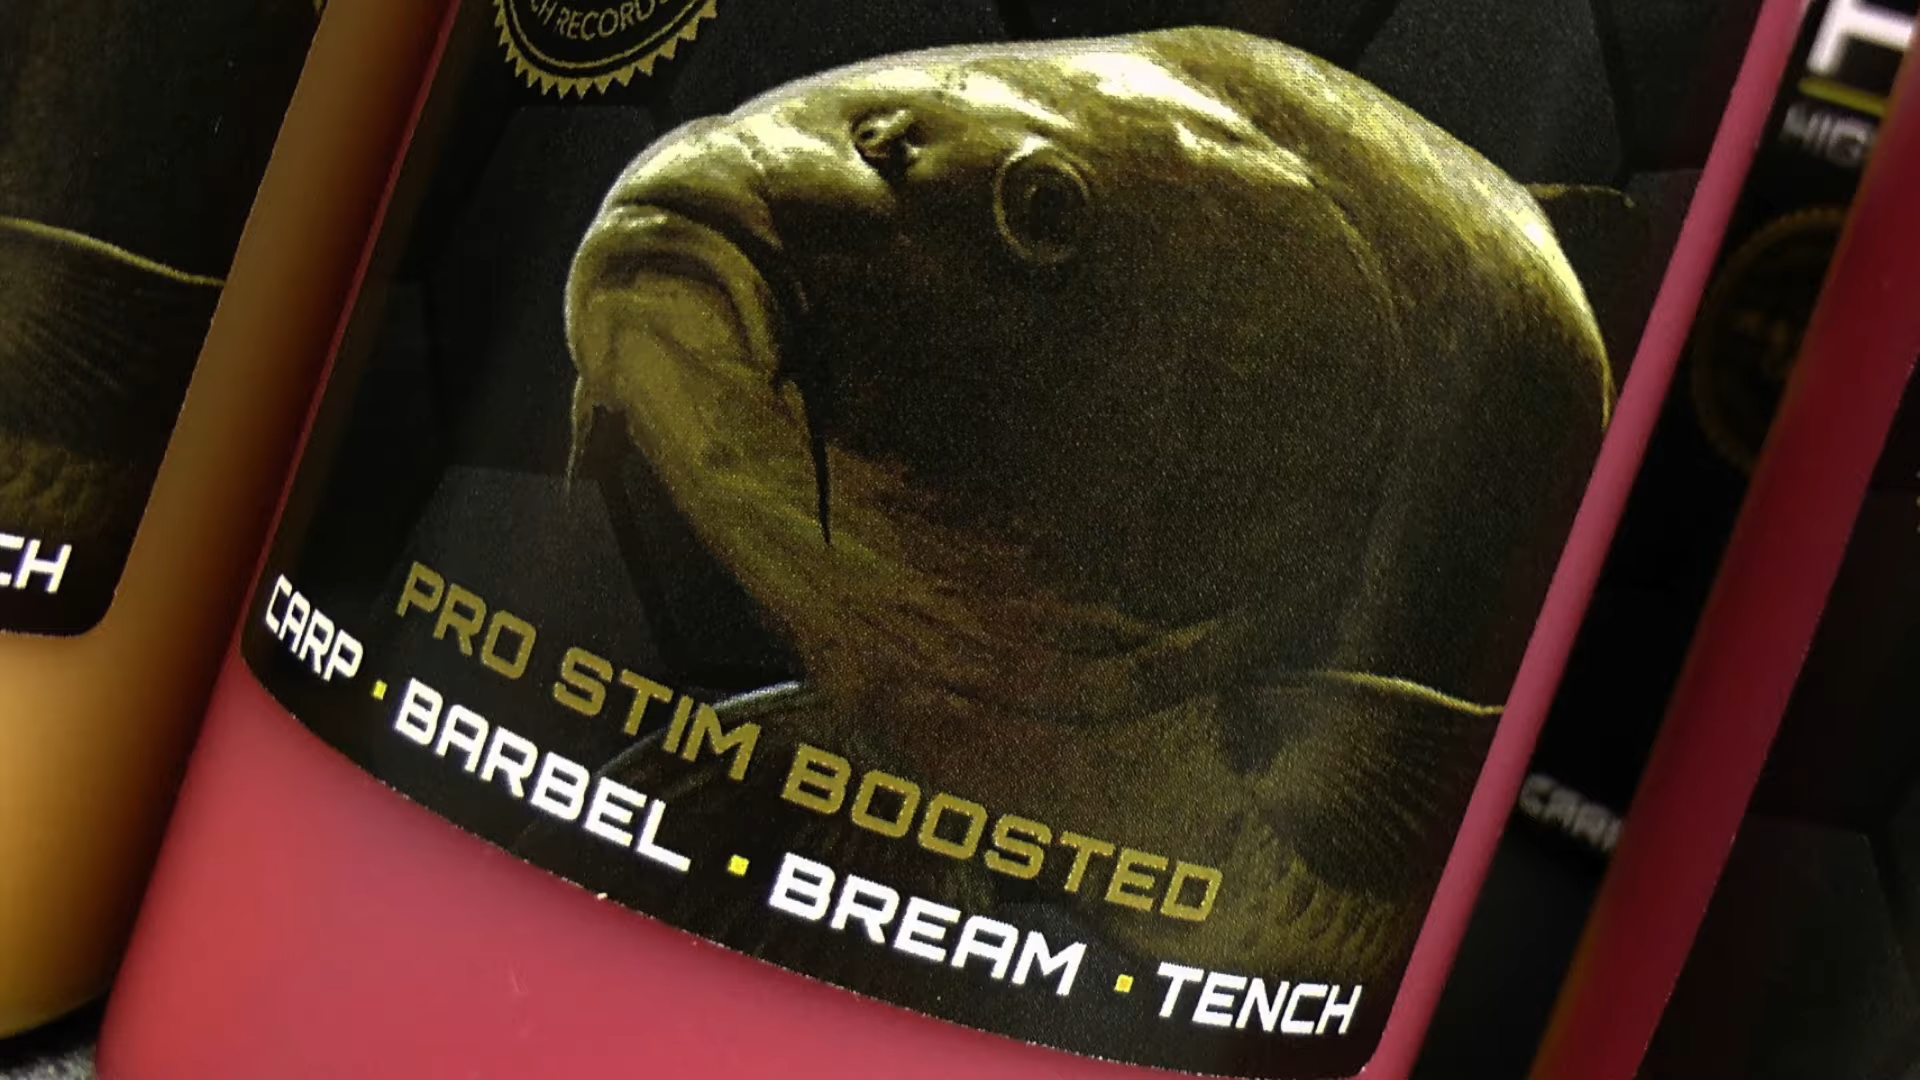 PRO STIM BOOSTED
CARP · BARBEL · BREAM · TENCH